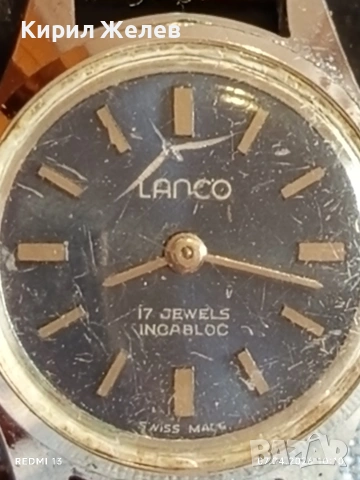 Кирил Желев
LANCO
17 JEWELS
INCABLOC
SWISS MADE
REDMI 13